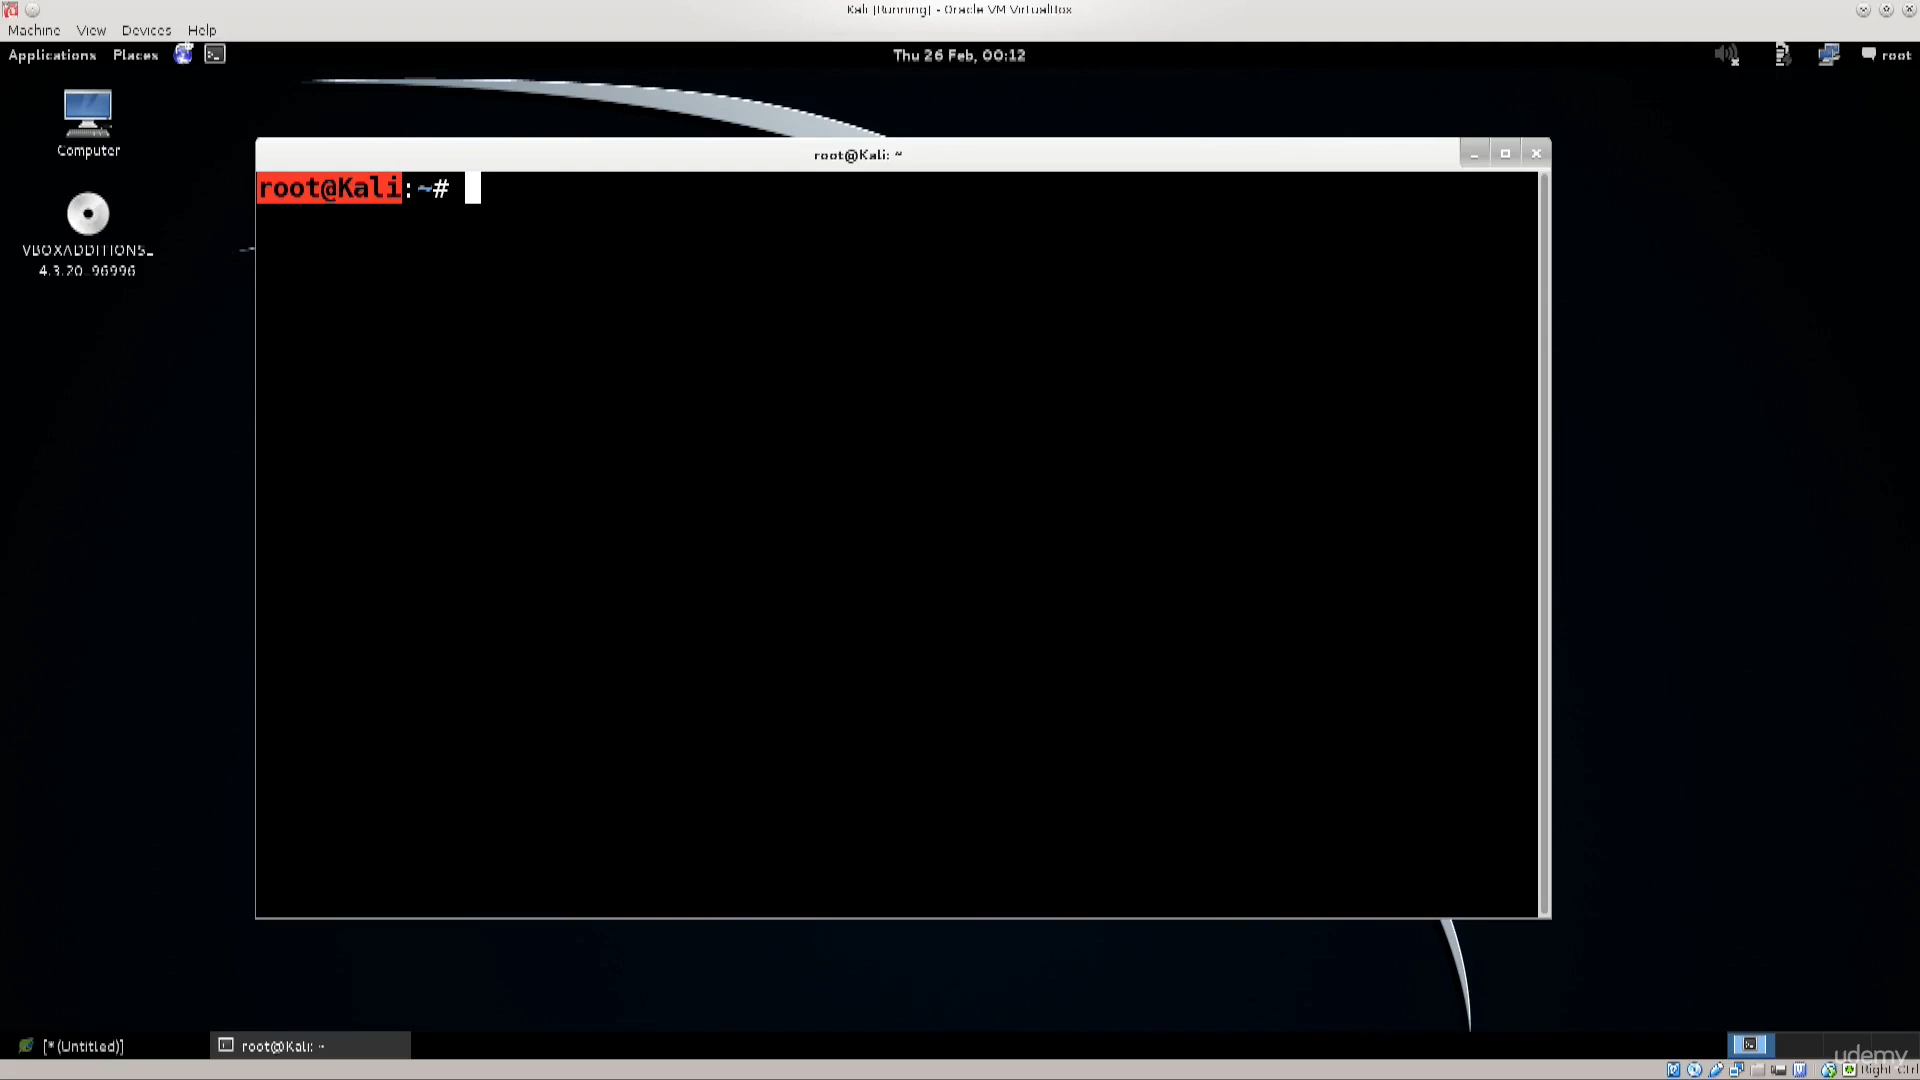 Kali [Running] - Oracle VM VirtualBox
Machine View Devices Help
Applications Places
Thu 26 Feb, 00:12
root
Computer
VBOXADDITIONS_
4.3.20_96996
root@Kali: ~
root@Kali:~#
[*(Untitled)]
root@Kali: ~
udemy
Right Ctrl